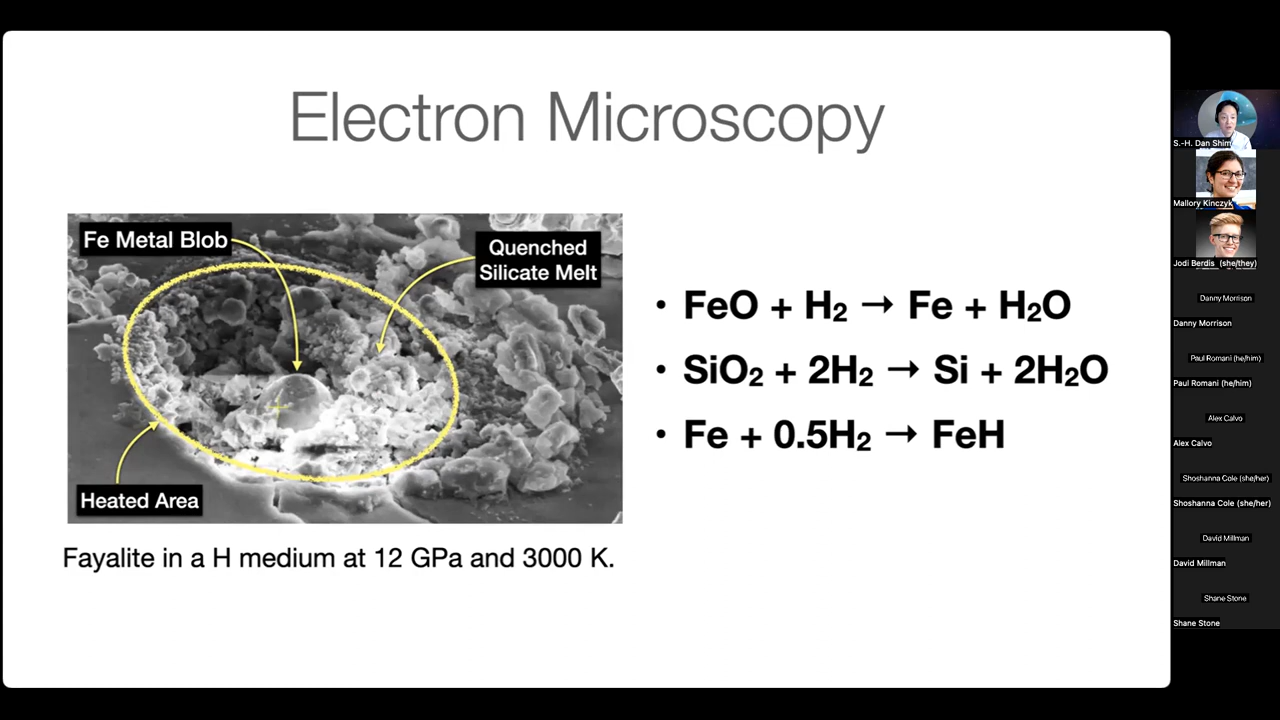 Electron Microscopy
Fe Metal Blob
Quenched
Silicate Melt
Heated Area
Fayalite in a H medium at 12 GPa and 3000 K.
• FeO + H₂ → Fe + H₂O
• SiO₂ + 2H₂ → Si + 2H₂O
• Fe + 0.5H₂ → FeH
S.-H. Dan Shim
Mallory Kinczyk
Jodi Berdis (she/they)
Danny Morrison
Danny Morrison
Paul Romani (he/him)
Paul Romani (he/him)
Alex Calvo
Alex Calvo
Shoshanna Cole (she/her)
Shoshanna Cole (she/her)
David Millman
David Millman
Shane Stone
Shane Stone